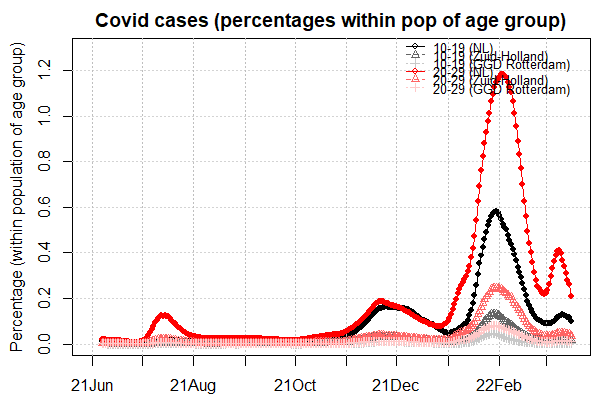 Covid cases (percentages within pop of age group)
Percentage (within population of age group)
1.2
1.0
0.8
0.6
0.4
0.2
0.0
10-19 (NL)
10-19 (Zuid-Holland)
10-19 (GGD Rotterdam)
20-29 (NL)
20-29 (Zuid-Holland)
20-29 (GGD Rotterdam)
21Jun 21Aug 21Oct 21Dec 22Feb